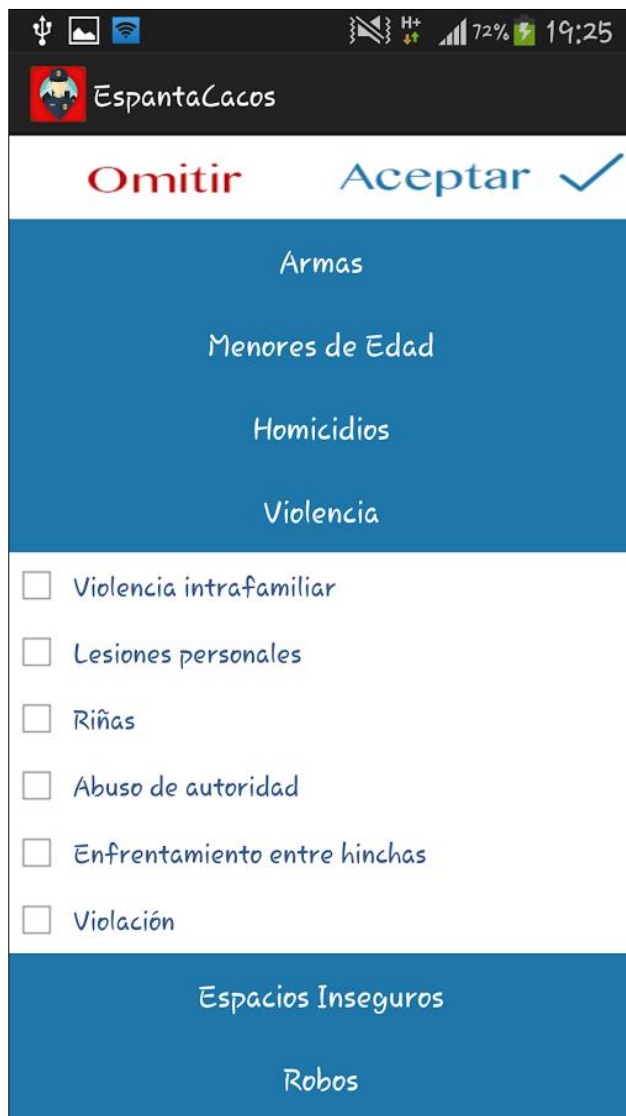 H+ 72% 19:25
EspantaCacos
Omitir Aceptar
Armas
Menores de Edad
Homicidios
Violencia
Violencia intrafamiliar
Lesiones personales
Riñas
Abuso de autoridad
Enfrentamiento entre hinchas
Violación
Espacios Inseguros
Robos